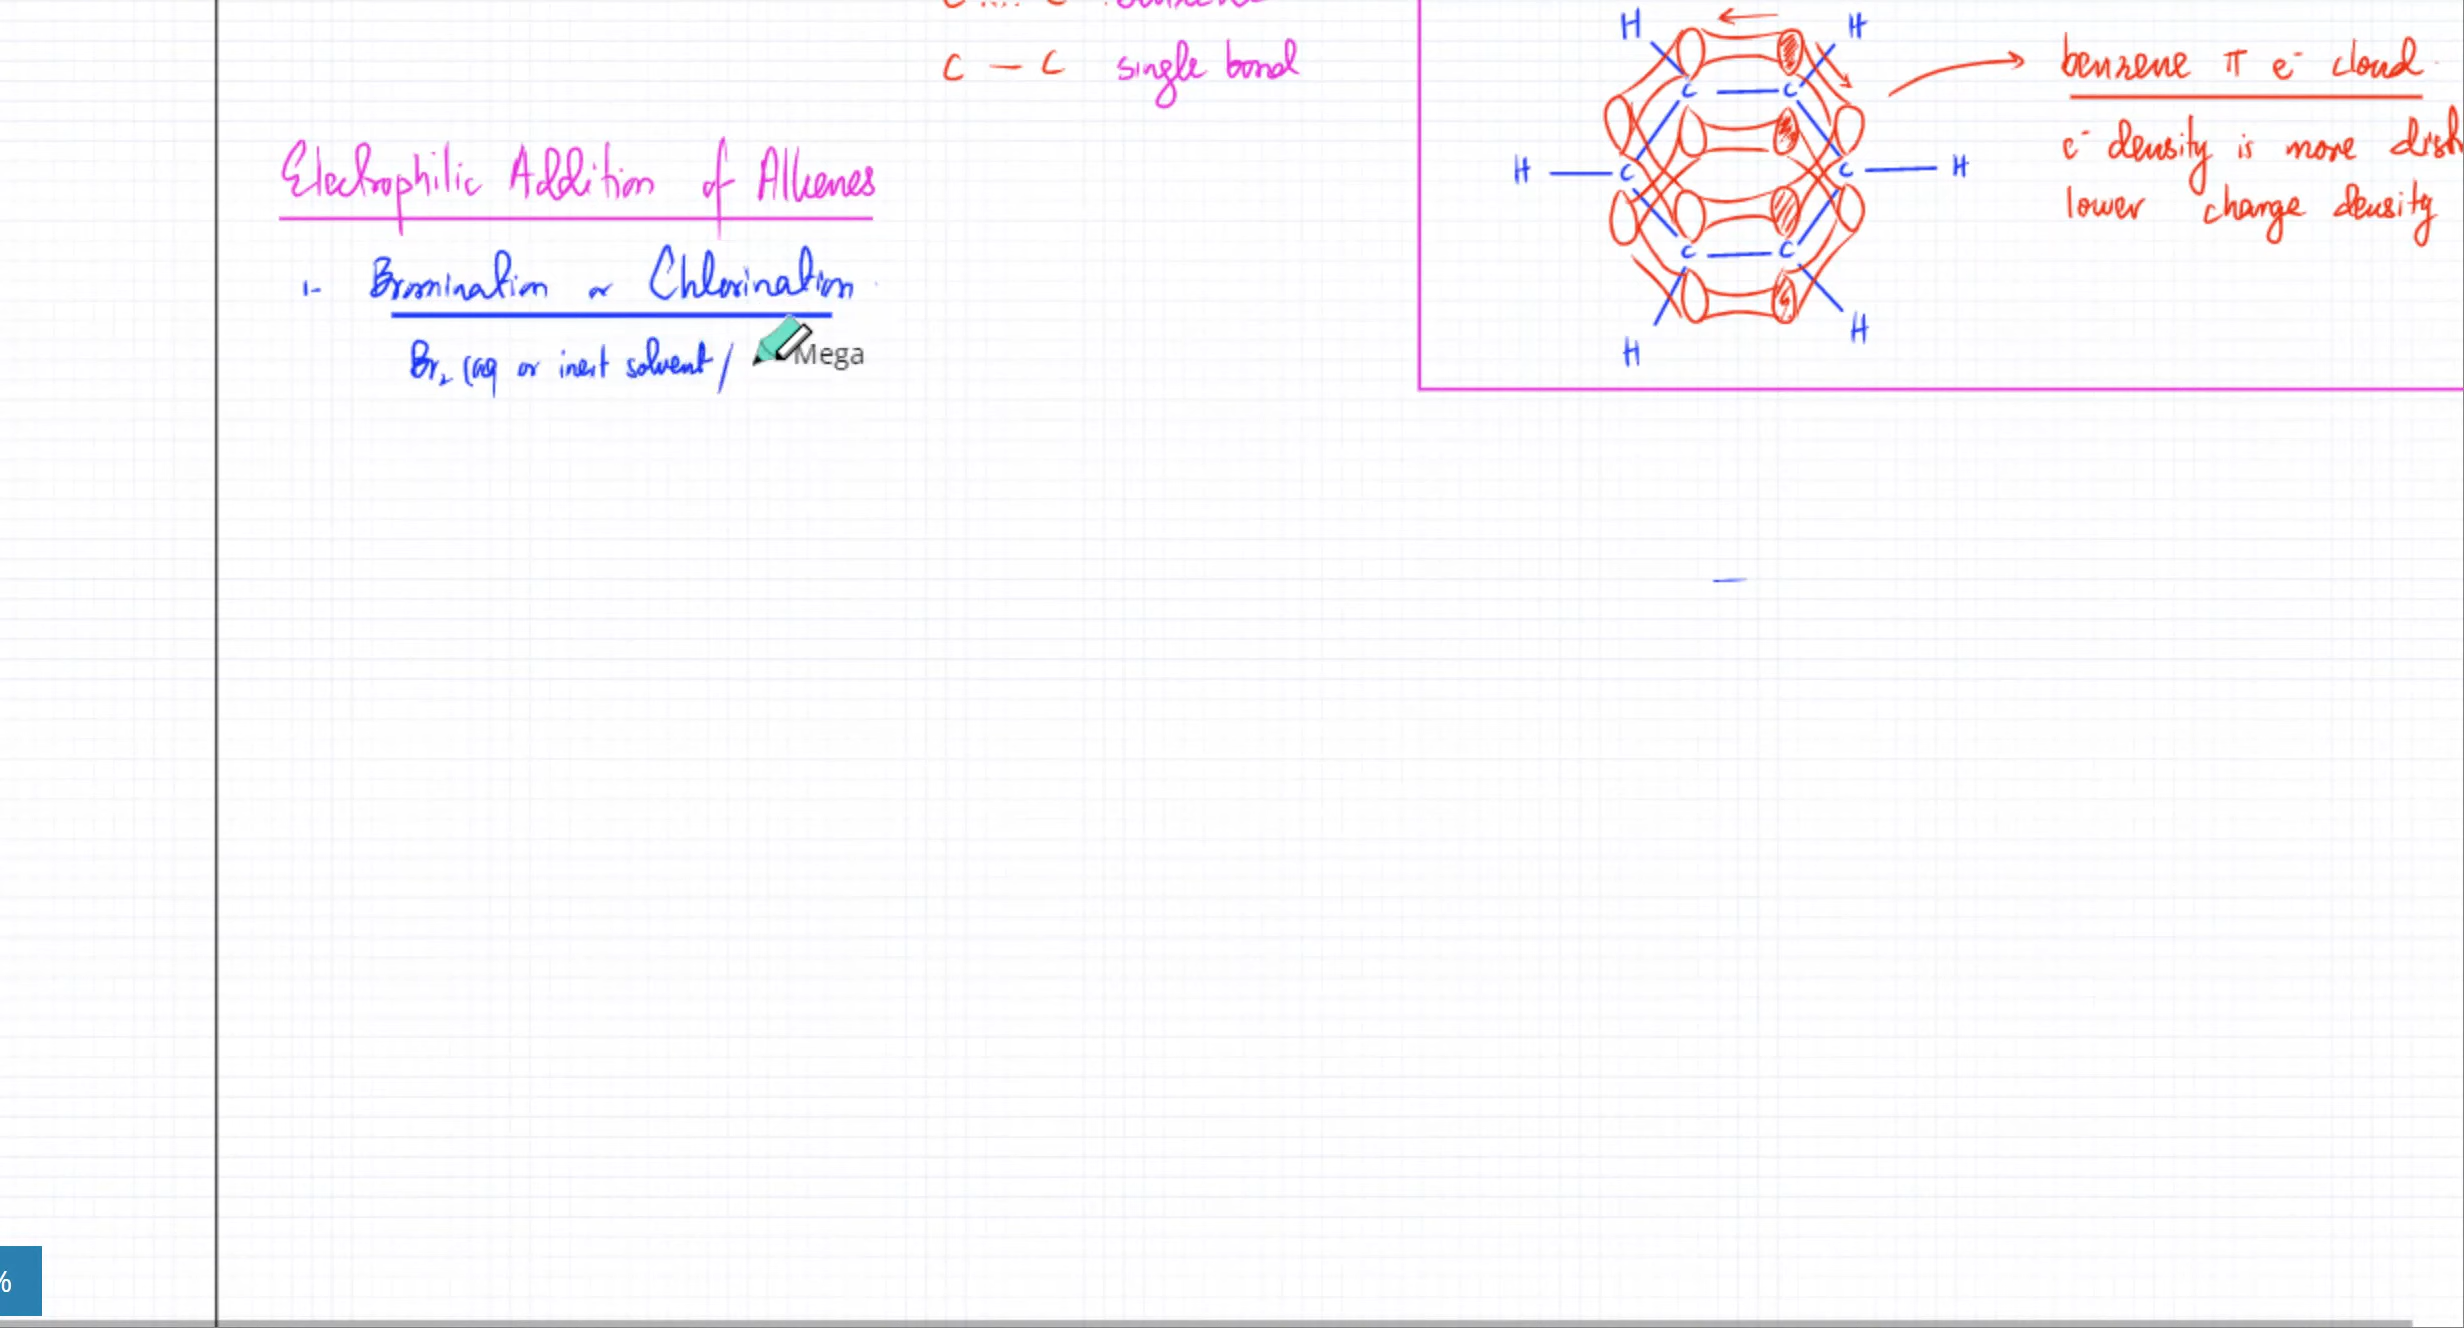 C — C single bond
Electrophilic Addition of Alkenes
1- Bromination or Chlorination
Br₂ (aq or inert solvent /
Mega
H H
C C
H C C H
C C
H H
benzene π e⁻ cloud
e⁻ density is more
lower charge density
%